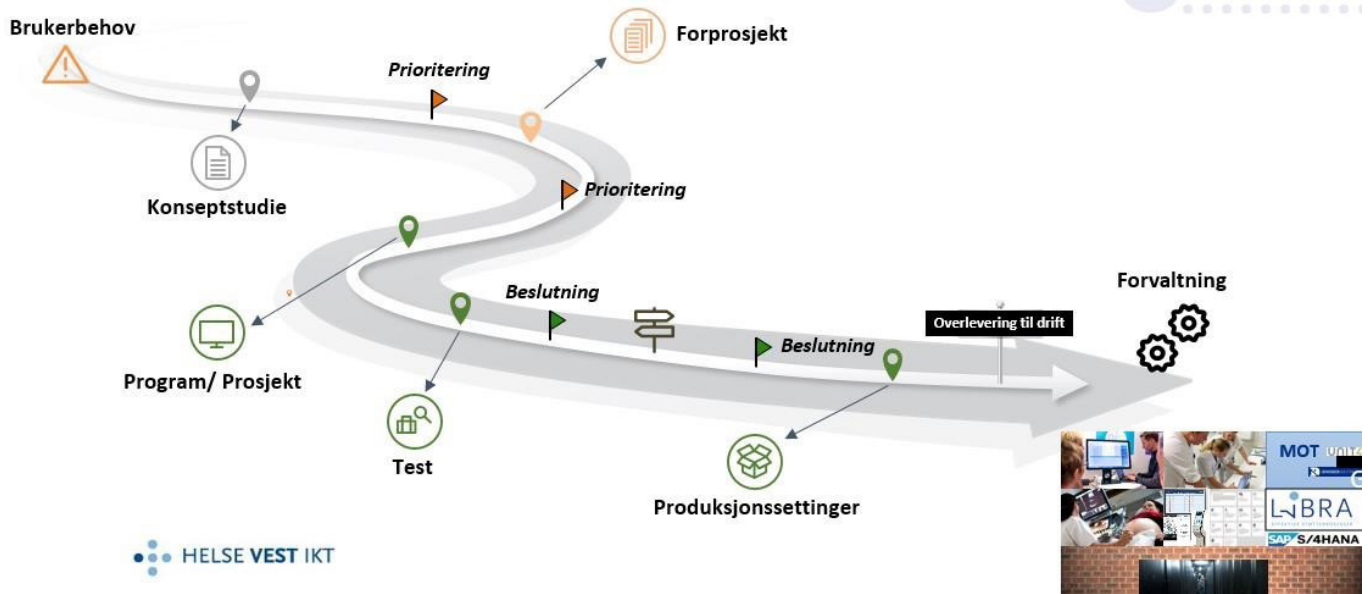 Brukerbehov
Forprosjekt
Prioritering
Konseptstudie
Prioritering
Program/ Prosjekt
Beslutning
Test
Beslutning
Produksjonssettinger
Overlevering til drift
Forvaltning
MOT
LIBRA
SAP S/4HANA
HELSE VEST IKT